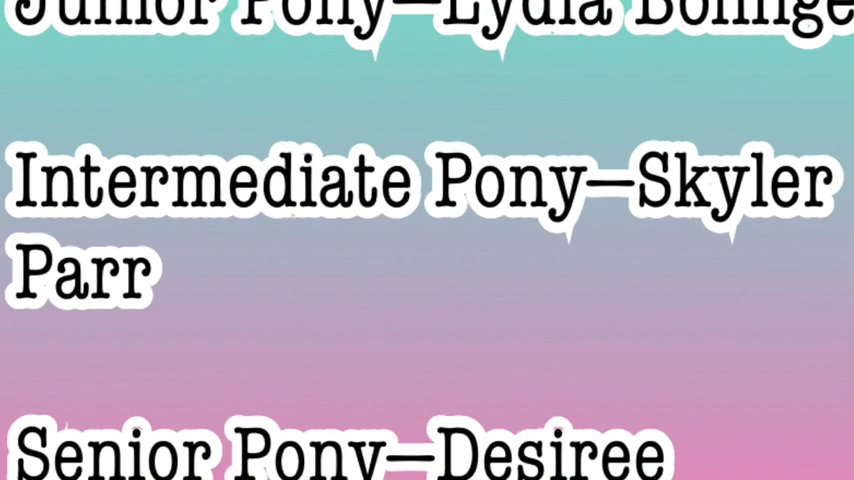 Junior Pony—Lydia
Intermediate Pony—Skyler
Parr
Senior Pony—Desiree